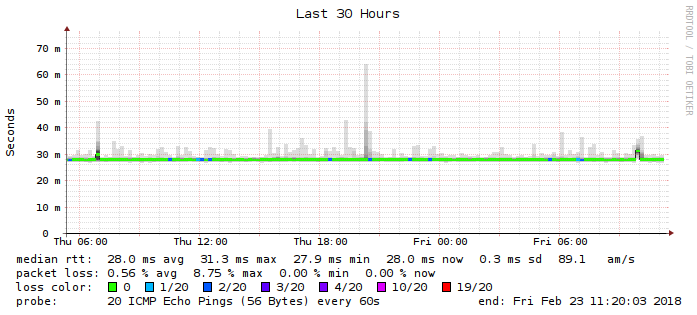 Last 30 Hours
RRDTOOL / TOBI OETIKER
Seconds
70 m
60 m
50 m
40 m
30 m
20 m
10 m
0
Thu 06:00 Thu 12:00 Thu 18:00 Fri 00:00 Fri 06:00
median rtt: 28.0 ms avg 31.3 ms max 27.9 ms min 28.0 ms now 0.3 ms sd 89.1 am/s
packet loss: 0.56 % avg 8.75 % max 0.00 % min 0.00 % now
loss color: 0 1/20 2/20 3/20 4/20 10/20 19/20
probe: 20 ICMP Echo Pings (56 Bytes) every 60s end: Fri Feb 23 11:20:03 2018